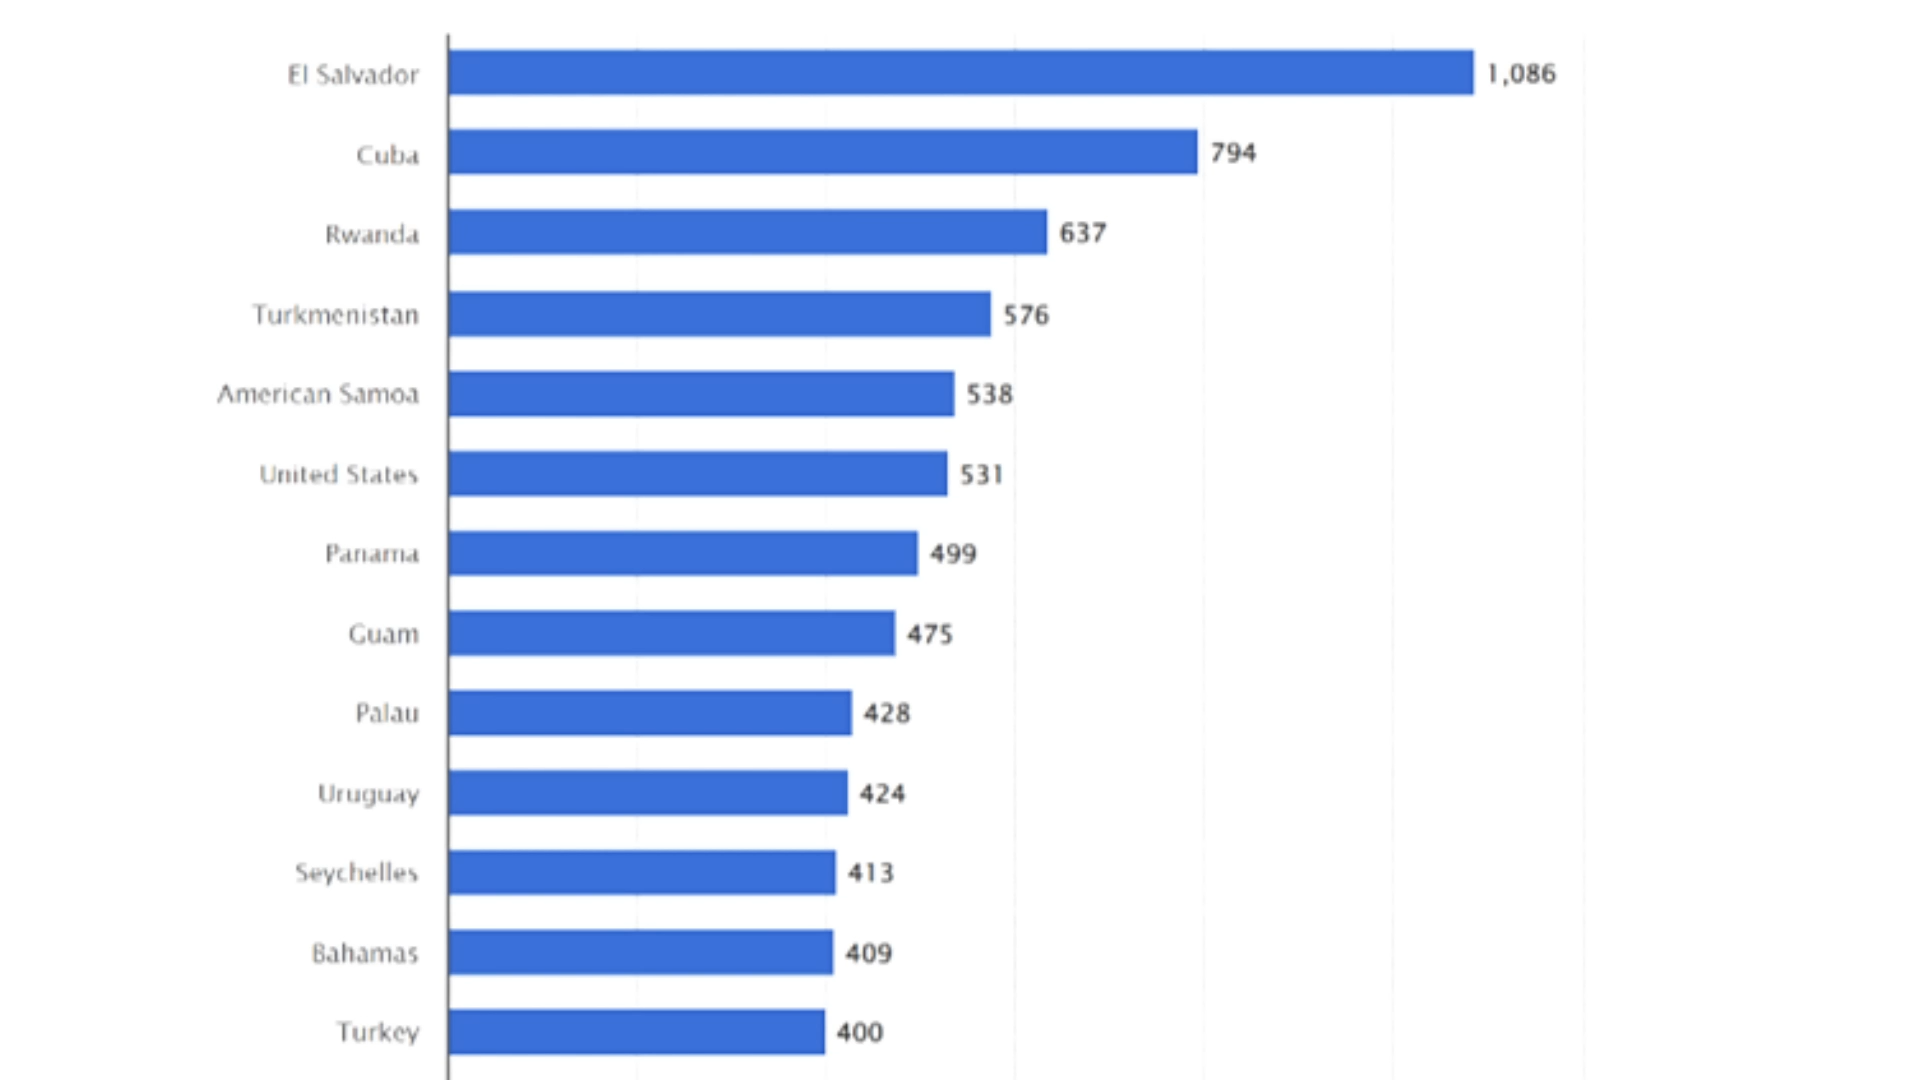 El Salvador 1,086
Cuba 794
Rwanda 637
Turkmenistan 576
American Samoa 538
United States 531
Panama 499
Guam 475
Palau 428
Uruguay 424
Seychelles 413
Bahamas 409
Turkey 400